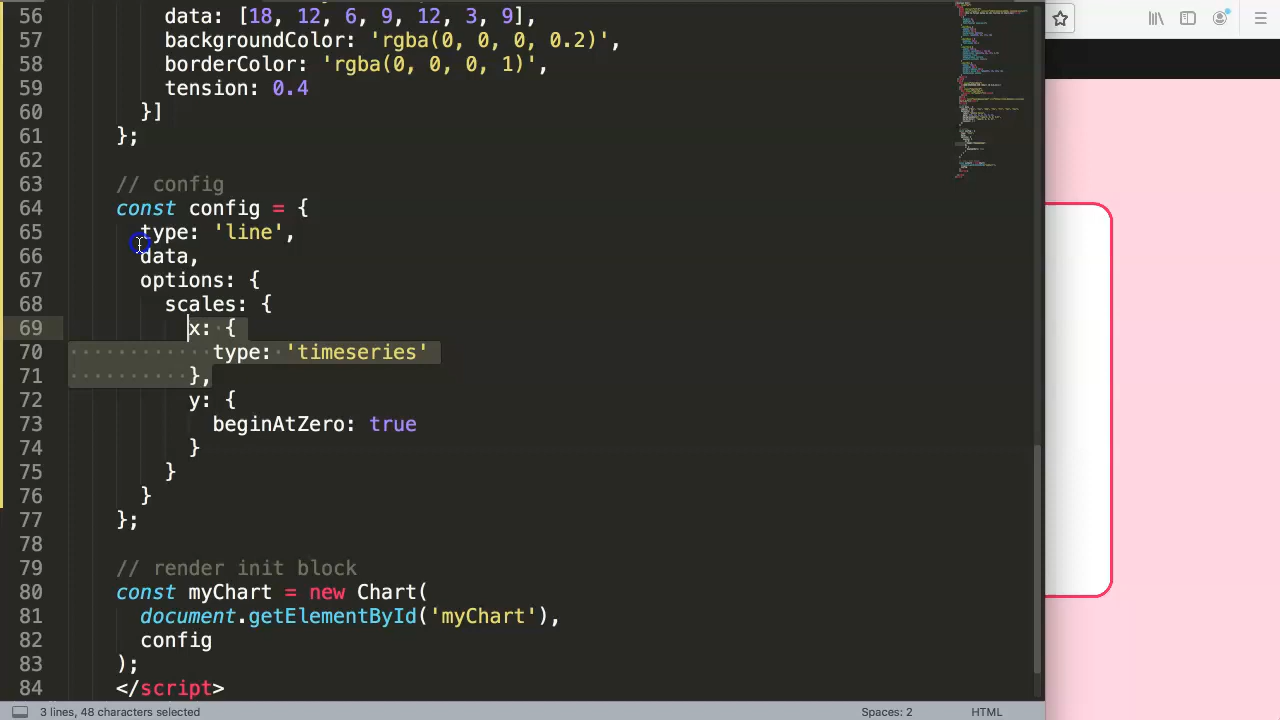 56 data: [18, 12, 6, 9, 12, 3, 9],
57 backgroundColor: 'rgba(0, 0, 0, 0.2)',
58 borderColor: 'rgba(0, 0, 0, 1)',
59 tension: 0.4
60 }]
61 };
62
63 // config
64 const config = {
65 type: 'line',
66 data,
67 options: {
68 scales: {
69 x: {
70 type: 'timeseries'
71 },
72 y: {
73 beginAtZero: true
74 }
75 }
76 }
77 };
78
79 // render init block
80 const myChart = new Chart(
81 document.getElementById('myChart'),
82 config
83 );
84 </script>
3 lines, 48 characters selected Spaces: 2 HTML